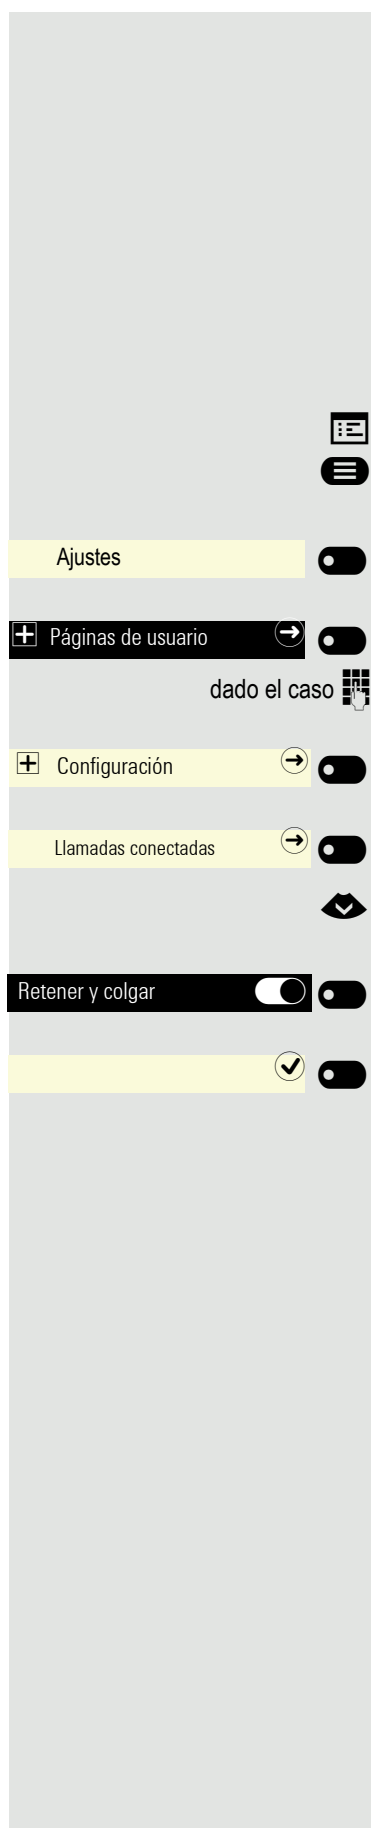 Ajustes
Páginas de usuario
dado el caso
Configuración
Llamadas conectadas
Retener y colgar